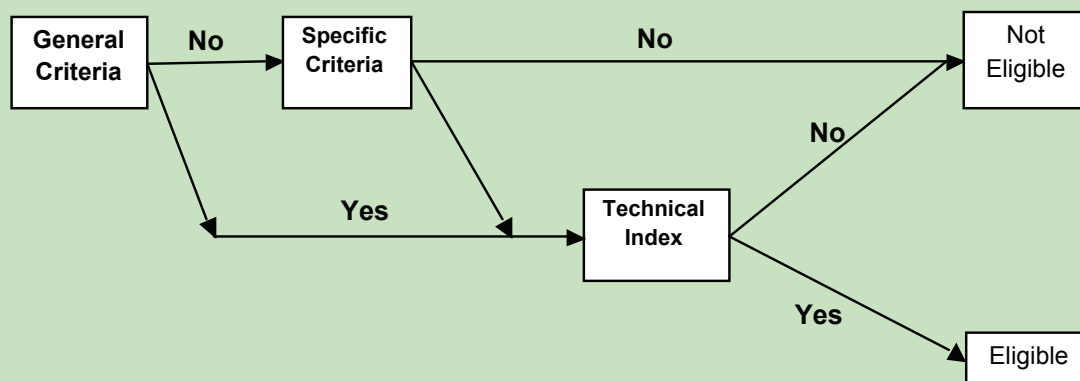 General
Criteria
No
Specific
Criteria
No
Not
Eligible
No
Yes
Technical
Index
Yes
Eligible